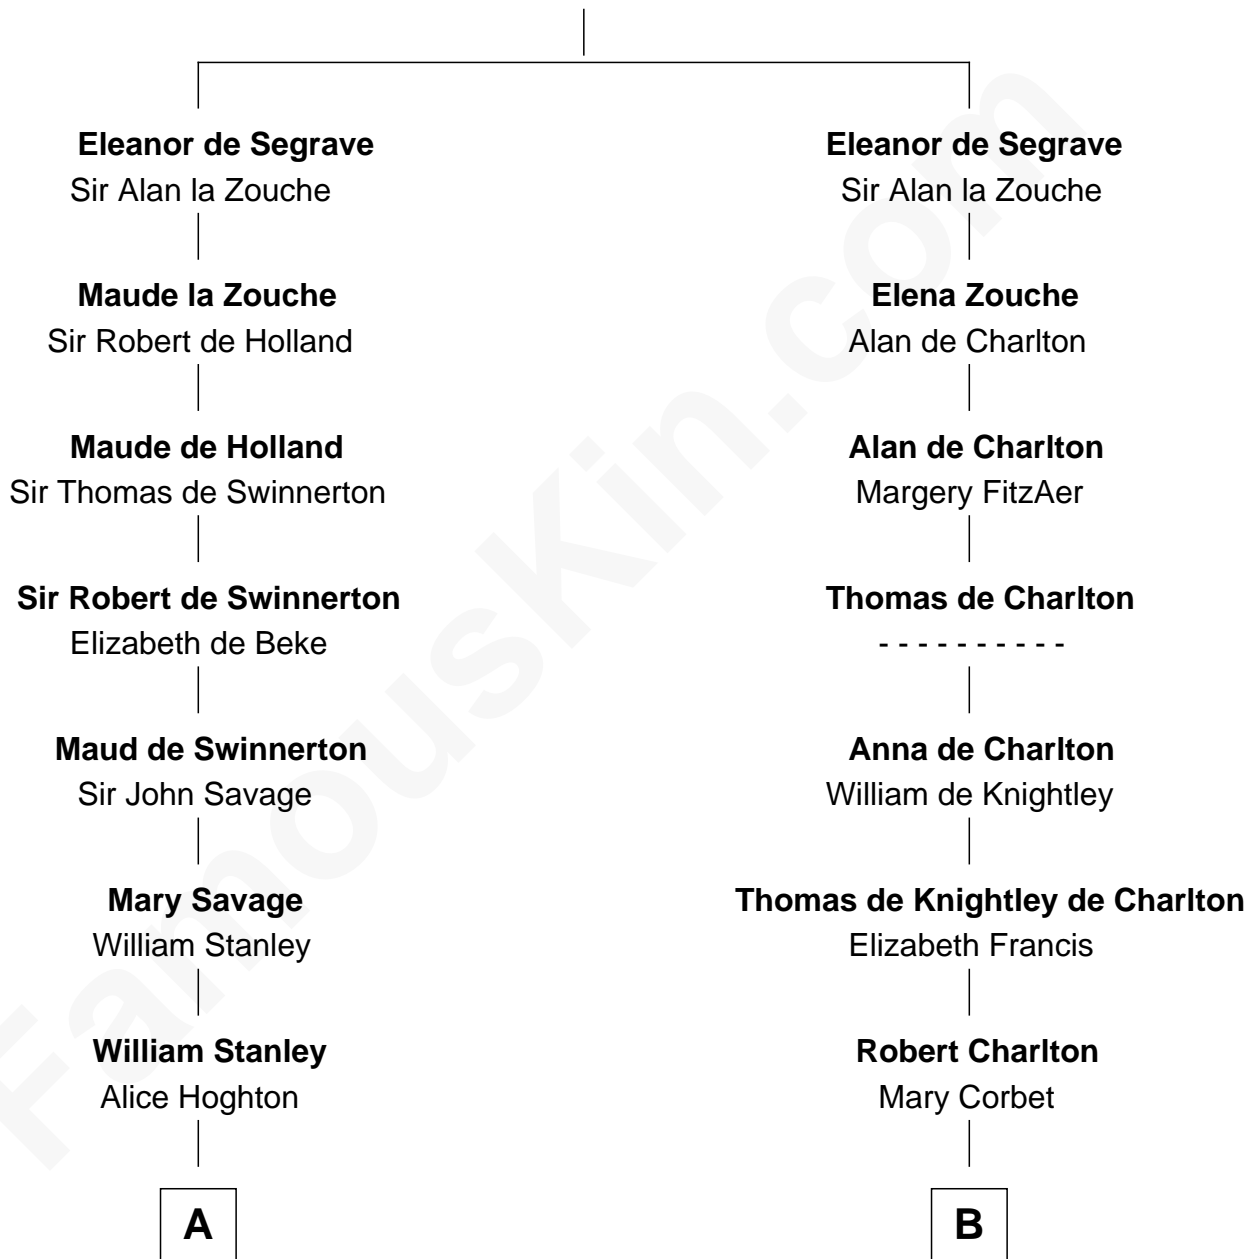 Eleanor de Segrave
Sir Alan la Zouche
Maude la Zouche
Sir Robert de Holland
Maude de Holland
Sir Thomas de Swinnerton
Sir Robert de Swinnerton
Elizabeth de Beke
Maud de Swinnerton
Sir John Savage
Mary Savage
William Stanley
William Stanley
Alice Hoghton
A
Eleanor de Segrave
Sir Alan la Zouche
Elena Zouche
Alan de Charlton
Alan de Charlton
Margery FitzAer
Thomas de Charlton
- - - - - - - - - -
Anna de Charlton
William de Knightley
Thomas de Knightley de Charlton
Elizabeth Francis
Robert Charlton
Mary Corbet
B
FamousKin.com